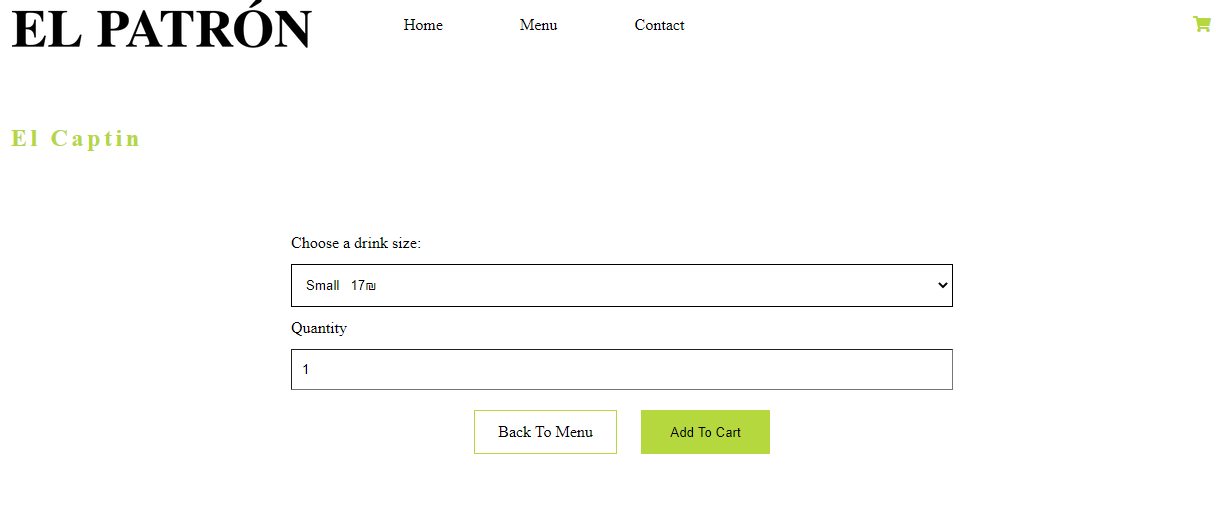 EL PATRÓN Home Menu Contact
El Captin
Choose a drink size:
Small 17₪
Quantity
1
Back To Menu Add To Cart